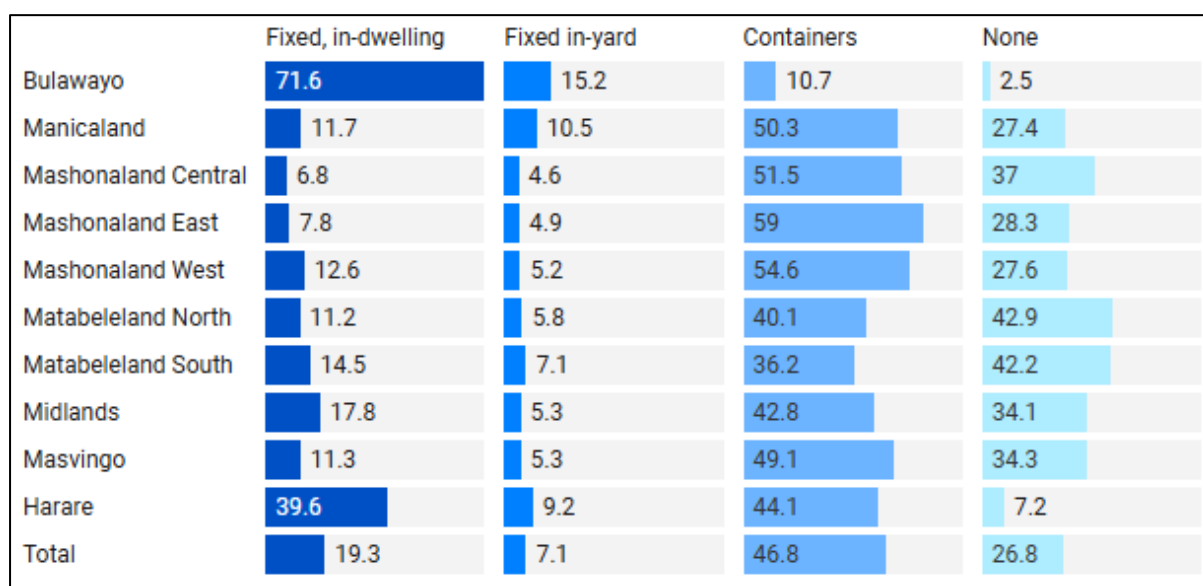 Fixed, in-dwelling Fixed in-yard Containers None
Bulawayo 71.6 15.2 10.7 2.5
Manicaland 11.7 10.5 50.3 27.4
Mashonaland Central 6.8 4.6 51.5 37
Mashonaland East 7.8 4.9 59 28.3
Mashonaland West 12.6 5.2 54.6 27.6
Matabeleland North 11.2 5.8 40.1 42.9
Matabeleland South 14.5 7.1 36.2 42.2
Midlands 17.8 5.3 42.8 34.1
Masvingo 11.3 5.3 49.1 34.3
Harare 39.6 9.2 44.1 7.2
Total 19.3 7.1 46.8 26.8